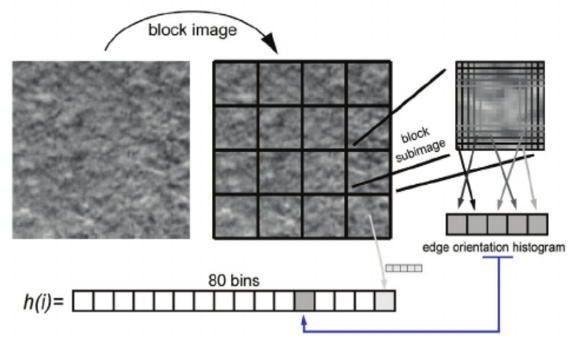 block image
block
subimage
edge orientation histogram
80 bins
h(i)=